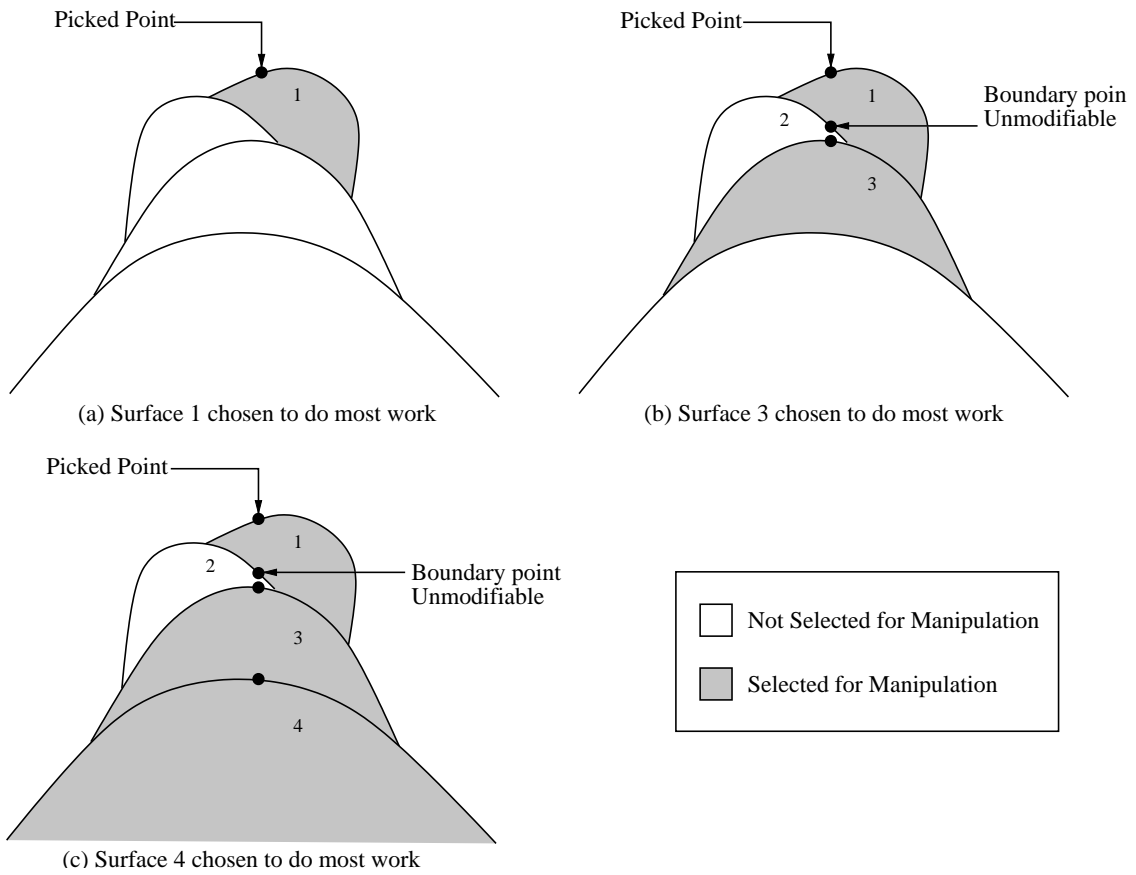 Picked Point
1
(a) Surface 1 chosen to do most work
Picked Point
1
2
Boundary poin
Unmodifiable
3
(b) Surface 3 chosen to do most work
Picked Point
1
2
Boundary point
Unmodifiable
3
4
(c) Surface 4 chosen to do most work
Not Selected for Manipulation
Selected for Manipulation